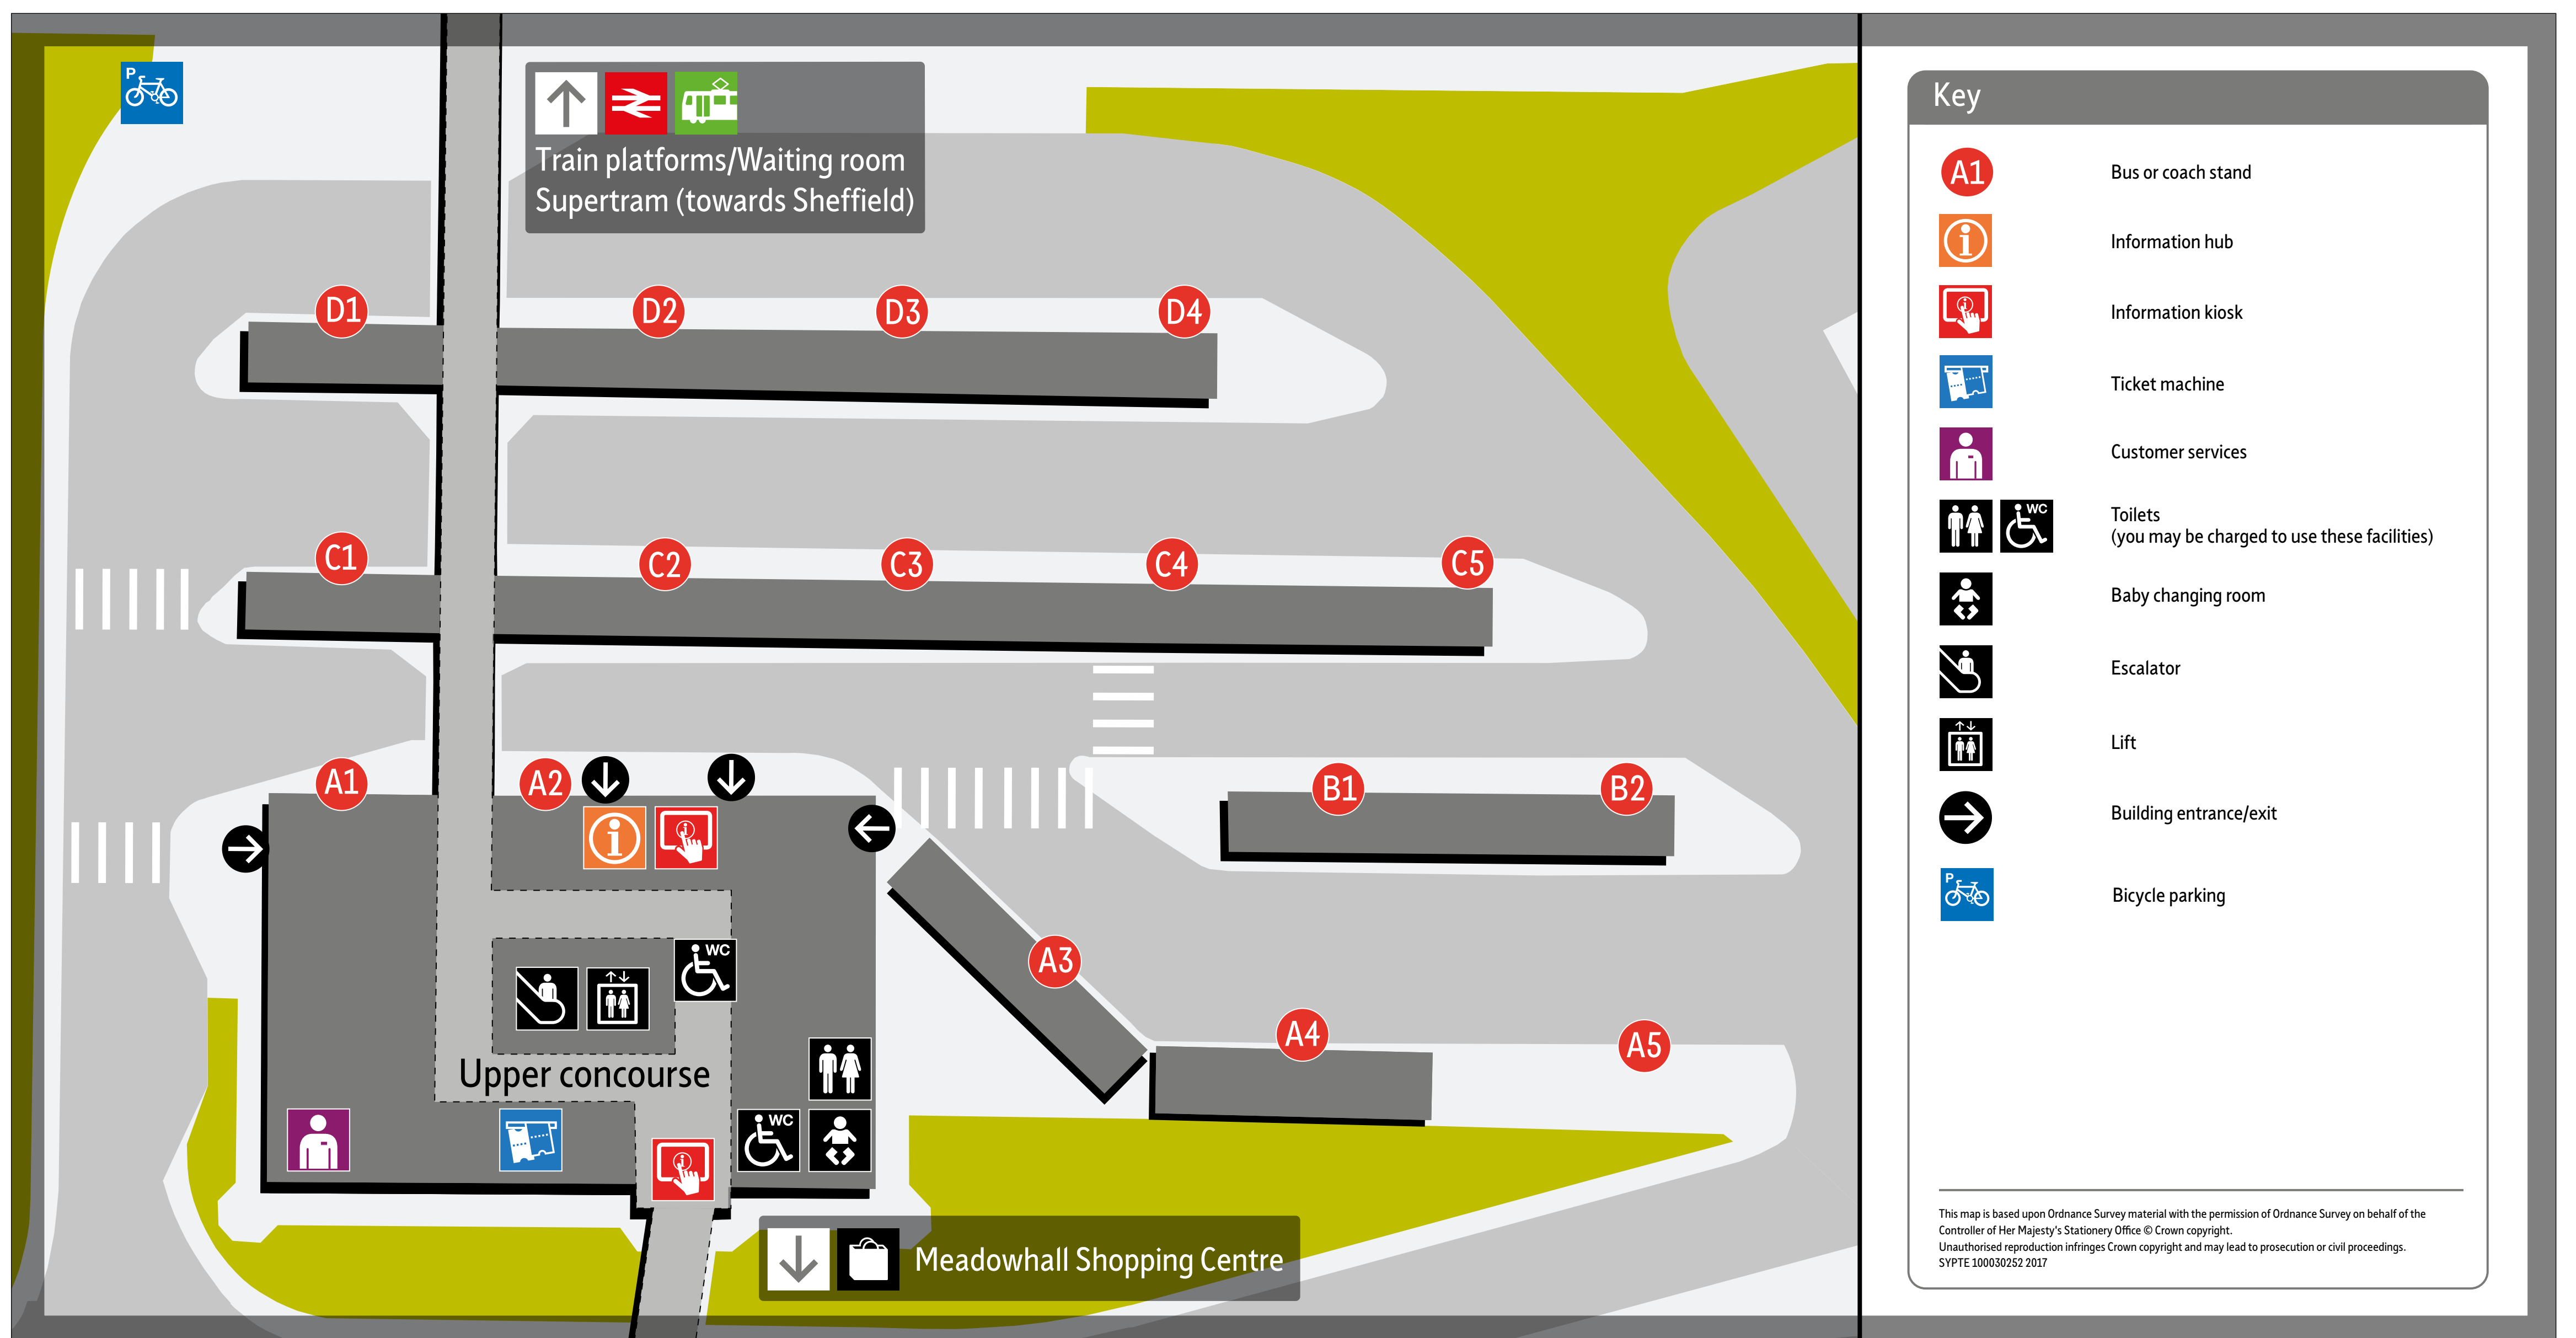 P
Train platforms/Waiting room
Supertram (towards Sheffield)
D1
D2
D3
D4
C1
C2
C3
C4
C5
A1
A2
B1
B2
i
i
A3
WC
A4
A5
Upper concourse
WC
i
Meadowhall Shopping Centre
Key
A1
Bus or coach stand
i
Information hub
i
Information kiosk
Ticket machine
Customer services
WC
Toilets
(you may be charged to use these facilities)
Baby changing room
Escalator
Lift
Building entrance/exit
P
Bicycle parking
This map is based upon Ordnance Survey material with the permission of Ordnance Survey on behalf of the
Controller of Her Majesty's Stationery Office © Crown copyright.
Unauthorised reproduction infringes Crown copyright and may lead to prosecution or civil proceedings.
SYPTE 100030252 2017